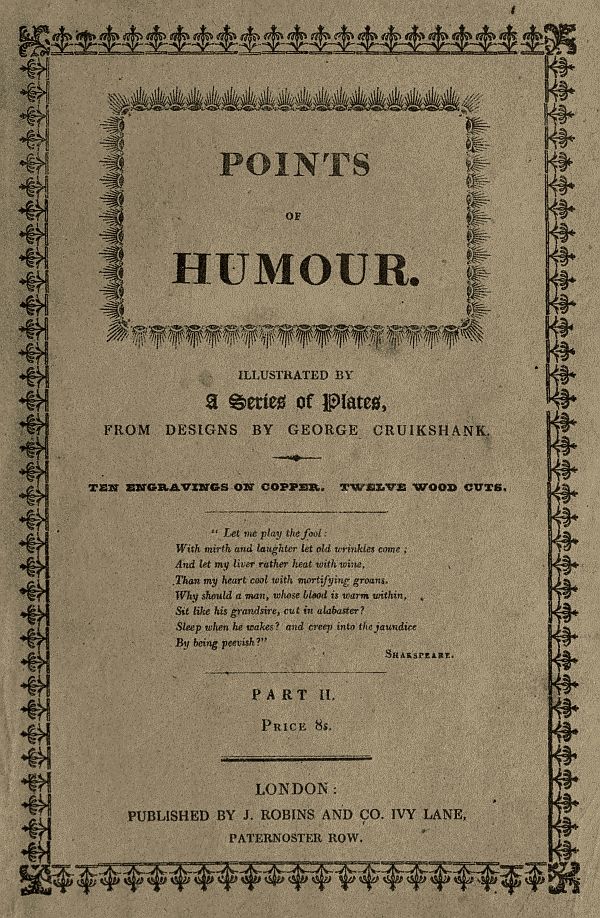 POINTS
OF
HUMOUR.
ILLUSTRATED BY
A Series of Plates,
FROM DESIGNS BY GEORGE CRUIKSHANK.
TEN ENGRAVINGS ON COPPER. TWELVE WOOD CUTS.
“ Let me play the fool :
With mirth and laughter let old wrinkles come ;
And let my liver rather heat with wine,
Than my heart cool with mortifying groans.
Why should a man, whose blood is warm within,
Sit like his grandsire, cut in alabaster ?
Sleep when he wakes ? and creep into the jaundice
By being peevish ?”
SHAKSPEARE.
PART II.
PRICE 8s.
LONDON :
PUBLISHED BY J. ROBINS AND CO. IVY LANE,
PATERNOSTER ROW.